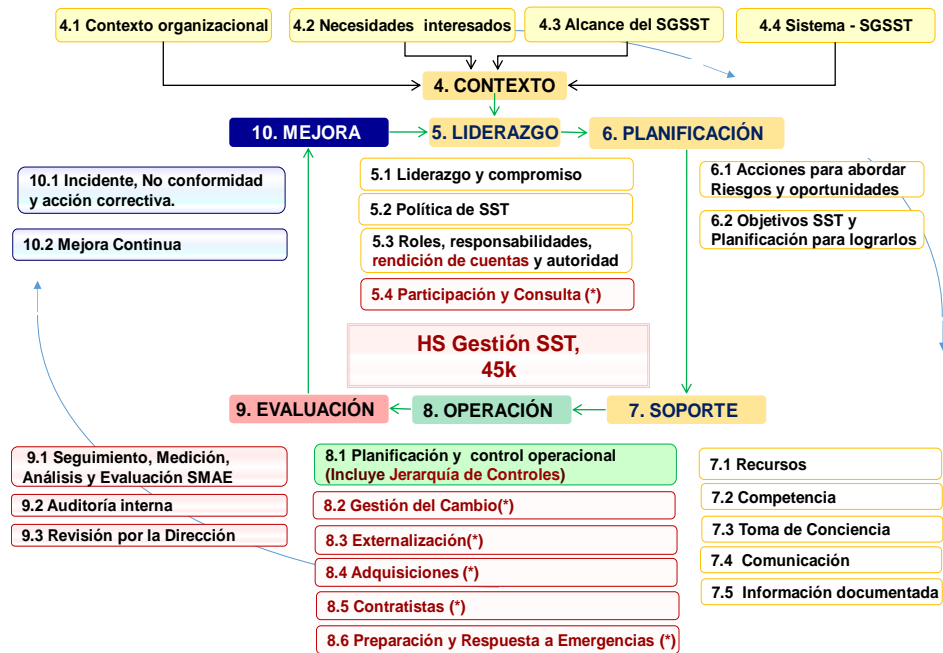 4.1 Contexto organizacional
4.2 Necesidades interesados
4.3 Alcance del SGSST
4.4 Sistema - SGSST
4. CONTEXTO
10. MEJORA
5. LIDERAZGO
6. PLANIFICACIÓN
10.1 Incidente, No conformidad
y acción correctiva.
10.2 Mejora Continua
5.1 Liderazgo y compromiso
5.2 Política de SST
5.3 Roles, responsabilidades,
rendición de cuentas y autoridad
5.4 Participación y Consulta (*)
6.1 Acciones para abordar
Riesgos y oportunidades
6.2 Objetivos SST y
Planificación para lograrlos
HS Gestión SST,
45k
9. EVALUACIÓN
8. OPERACIÓN
7. SOPORTE
9.1 Seguimiento, Medición,
Análisis y Evaluación SMAE
9.2 Auditoría interna
9.3 Revisión por la Dirección
8.1 Planificación y control operacional
(Incluye Jerarquía de Controles)
8.2 Gestión del Cambio(*)
8.3 Externalización(*)
8.4 Adquisiciones (*)
8.5 Contratistas (*)
8.6 Preparación y Respuesta a Emergencias (*)
7.1 Recursos
7.2 Competencia
7.3 Toma de Conciencia
7.4 Comunicación
7.5 Información documentada